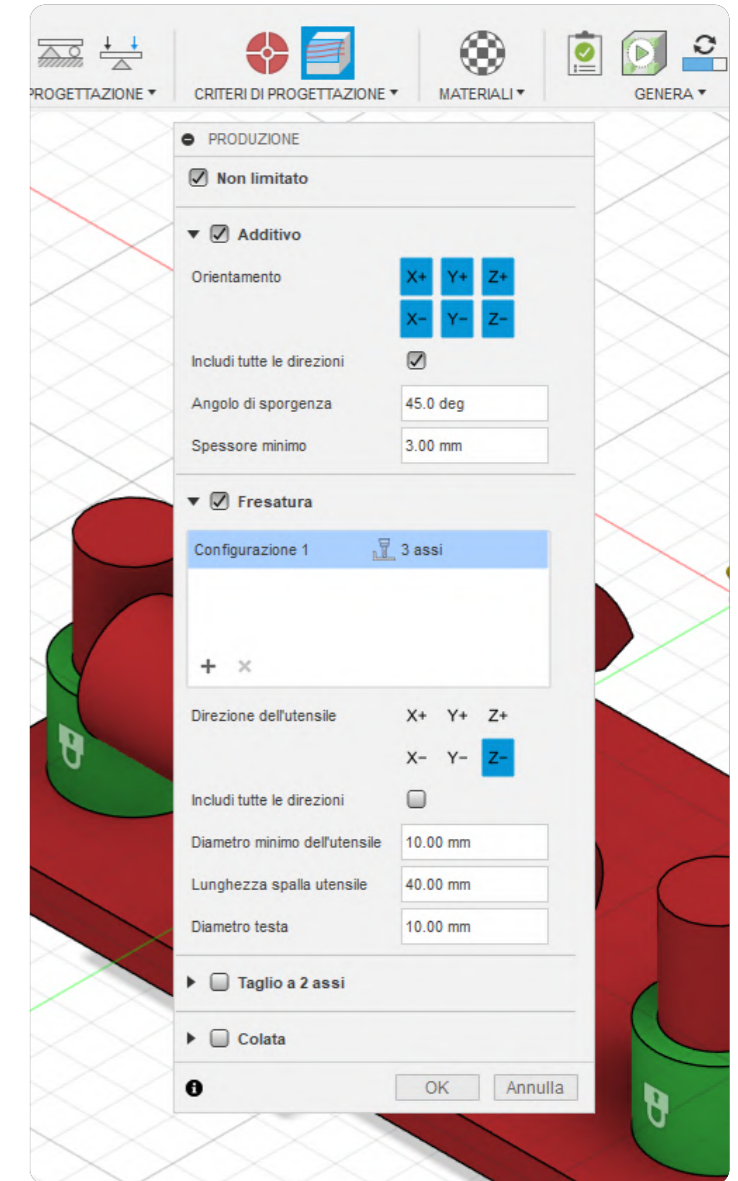 PROGETTAZIONE ▾ CRITERI DI PROGETTAZIONE ▾ MATERIALI ▾ GENERA ▾
PRODUZIONE
Non limitato
Additivo
Orientamento X+ Y+ Z+
X− Y− Z−
Includi tutte le direzioni
Angolo di sporgenza 45.0 deg
Spessore minimo 3.00 mm
Fresatura
Configurazione 1 3 assi
+ ×
Direzione dell'utensile X+ Y+ Z+
X− Y− Z−
Includi tutte le direzioni
Diametro minimo dell'utensile 10.00 mm
Lunghezza spalla utensile 40.00 mm
Diametro testa 10.00 mm
Taglio a 2 assi
Colata
OK Annulla